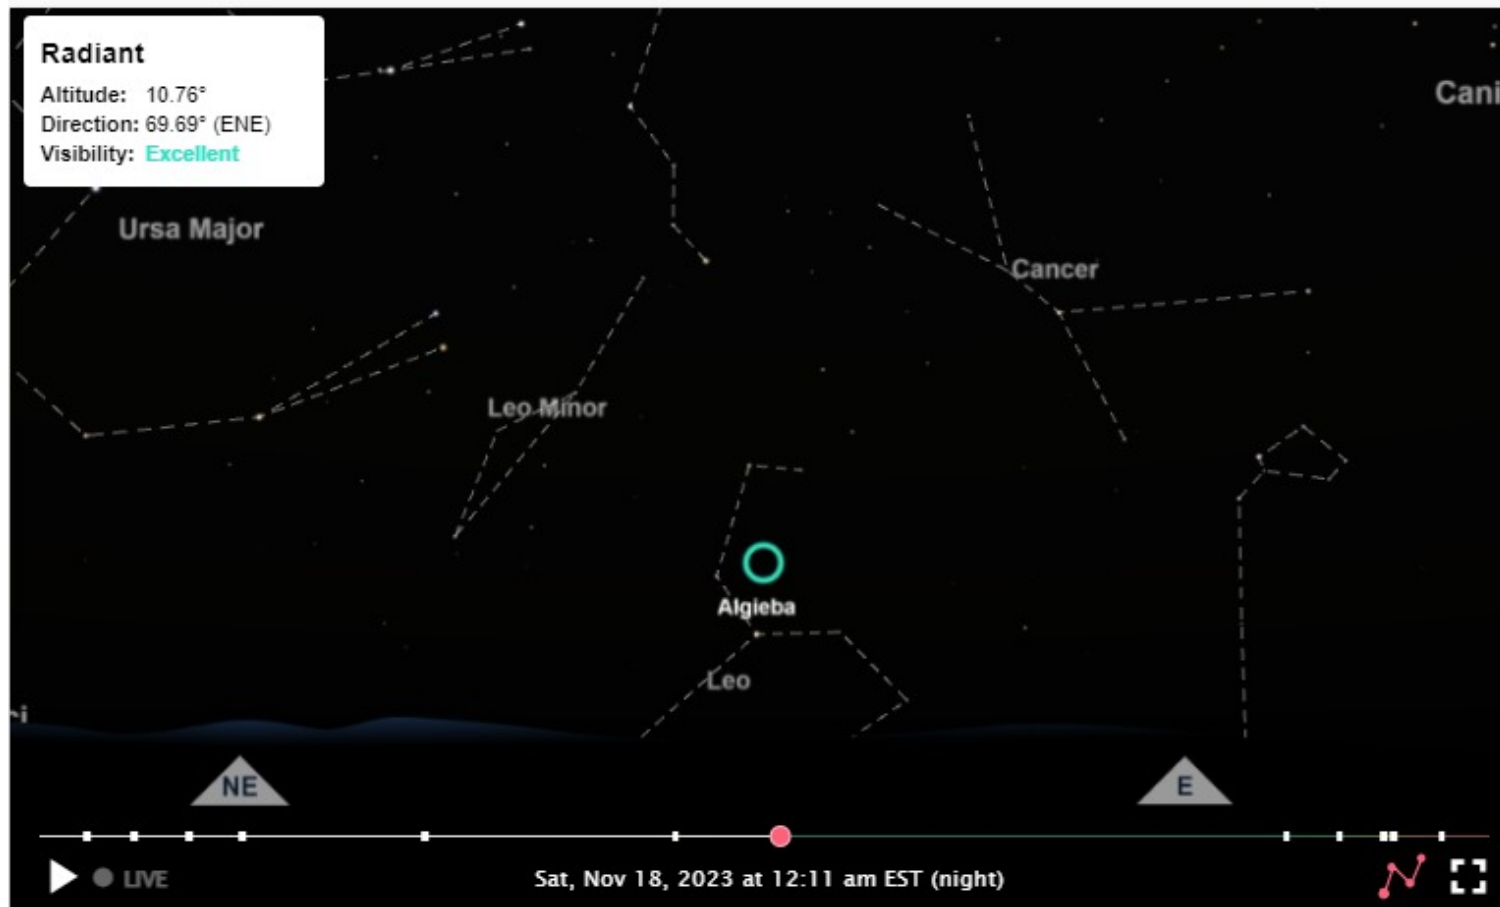 Radiant
Altitude: 10.76°
Direction: 69.69° (ENE)
Visibility: Excellent
Cani
Ursa Major
Cancer
Leo Minor
Algieba
Leo
NE
E
LIVE
Sat, Nov 18, 2023 at 12:11 am EST (night)